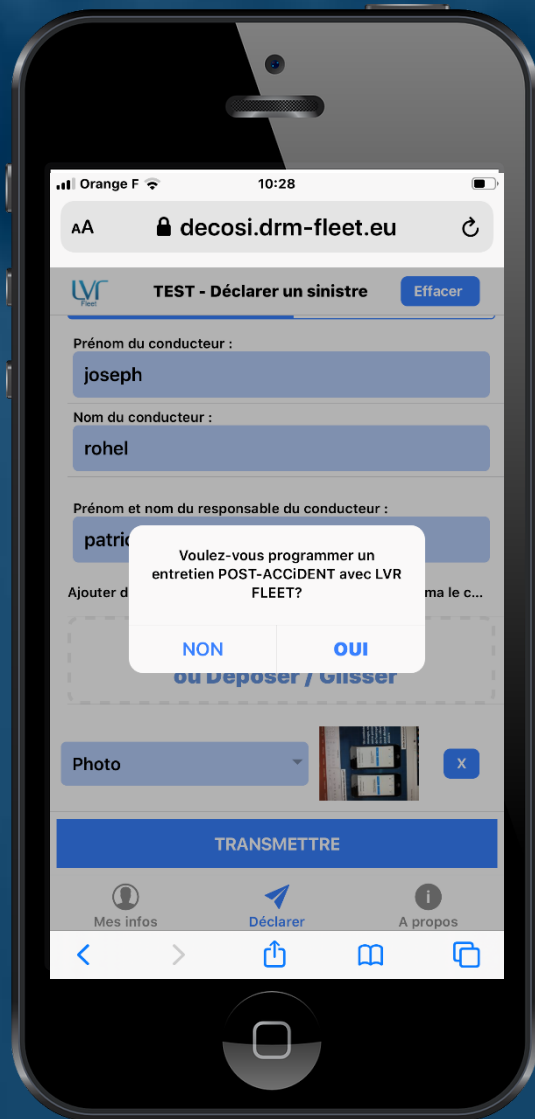 Orange F
10:28
AA
decosi.drm-fleet.eu
LVR
Fleet
TEST - Déclarer un sinistre
Effacer
Prénom du conducteur :
joseph
Nom du conducteur :
rohel
Prénom et nom du responsable du conducteur :
patric
Voulez-vous programmer un
entretien POST-ACCiDENT avec LVR
FLEET?
NON
OUI
Ajouter d
ma le c...
ou Déposer / Glisser
Photo
X
TRANSMETTRE
Mes infos
Déclarer
A propos